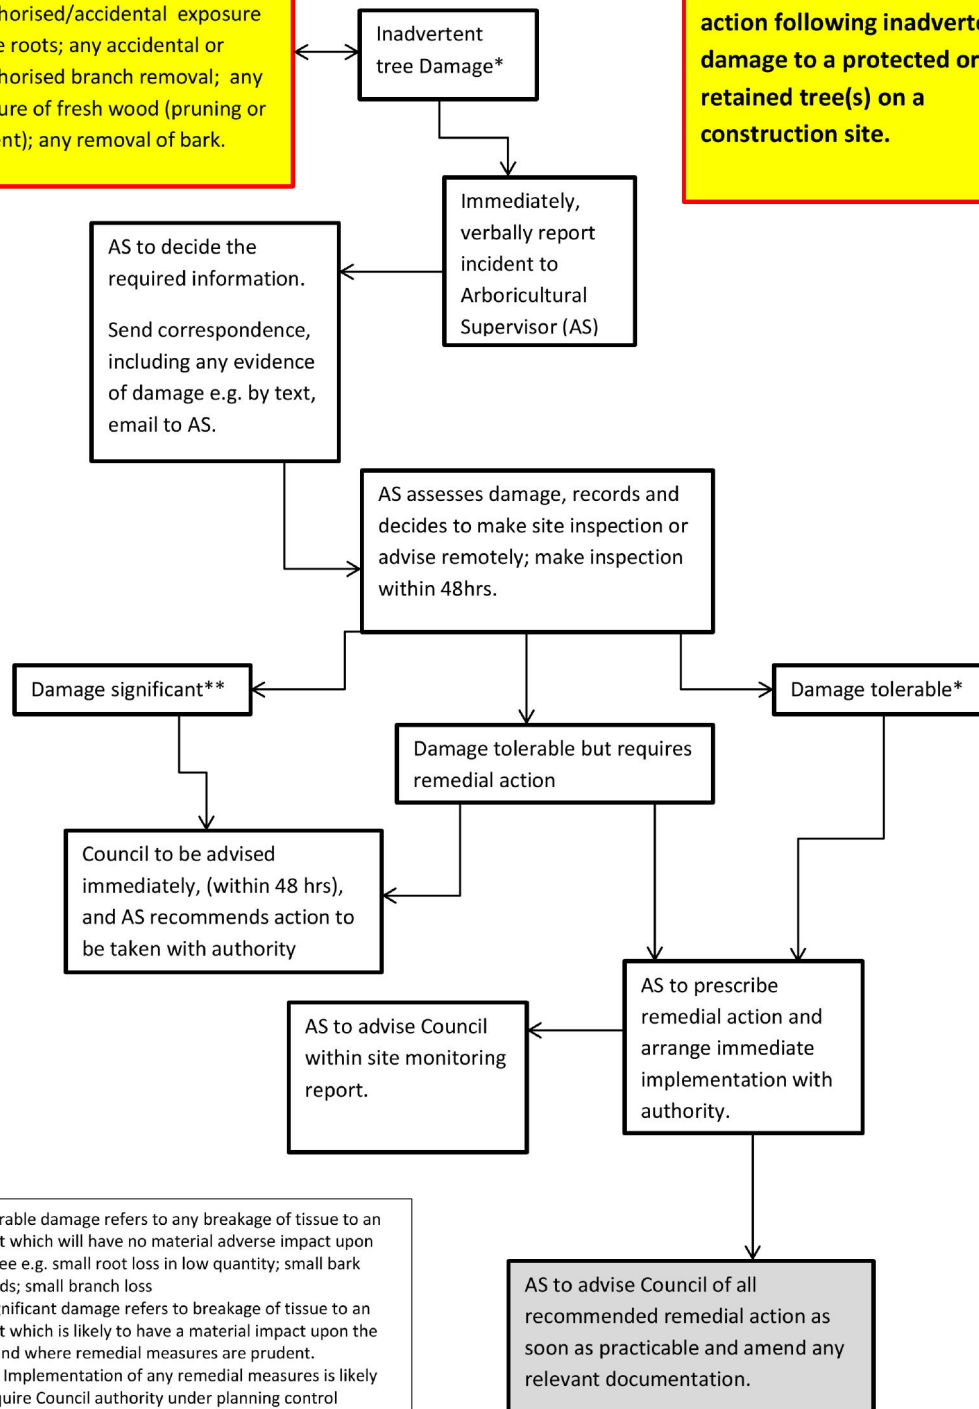 horised/accidental exposure
e roots; any accidental or
horised branch removal; any
ure of fresh wood (pruning or
ent); any removal of bark.
Inadvertent
tree Damage*
action following inadverte
damage to a protected or
retained tree(s) on a
construction site.
Immediately,
verbally report
incident to
Arboricultural
Supervisor (AS)
AS to decide the
required information.
Send correspondence,
including any evidence
of damage e.g. by text,
email to AS.
AS assesses damage, records and
decides to make site inspection or
advise remotely; make inspection
within 48hrs.
Damage significant**
Damage tolerable but requires
remedial action
Damage tolerable*
Council to be advised
immediately, (within 48 hrs),
and AS recommends action to
be taken with authority
AS to prescribe
remedial action and
arrange immediate
implementation with
authority.
AS to advise Council
within site monitoring
report.
AS to advise Council of all
recommended remedial action as
soon as practicable and amend any
relevant documentation.
rable damage refers to any breakage of tissue to an
t which will have no material adverse impact upon
ee e.g. small root loss in low quantity; small bark
ds; small branch loss
gnificant damage refers to breakage of tissue to an
t which is likely to have a material impact upon the
nd where remedial measures are prudent.
Implementation of any remedial measures is likely
quire Council authority under planning control